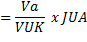 = Va / VUK x JUA